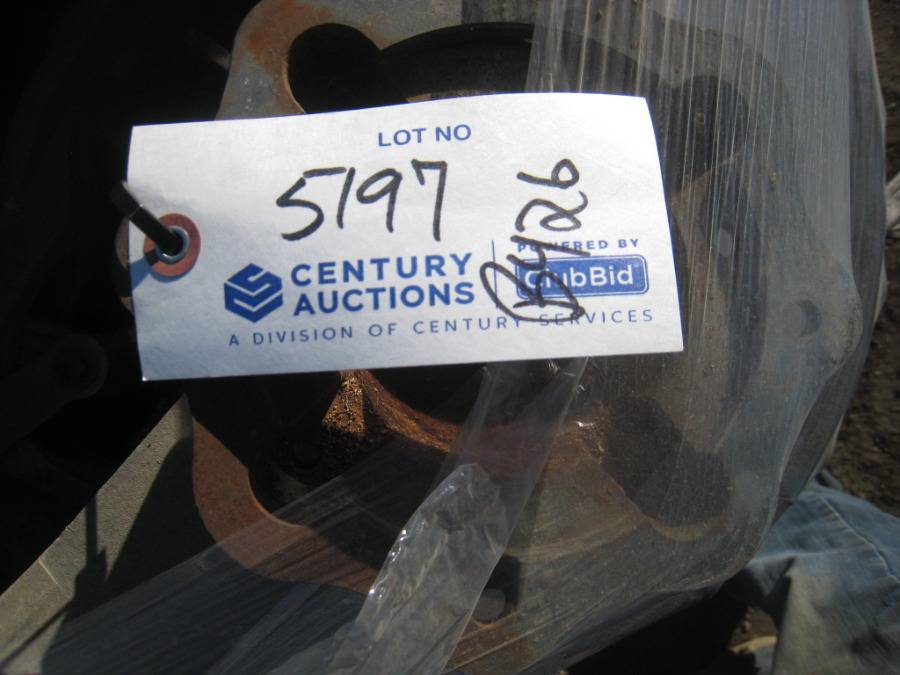 LOT NO
5197
CENTURY
AUCTIONS
A DIVISION OF CENTURY SERVICES
POWERED BY
ClubBid